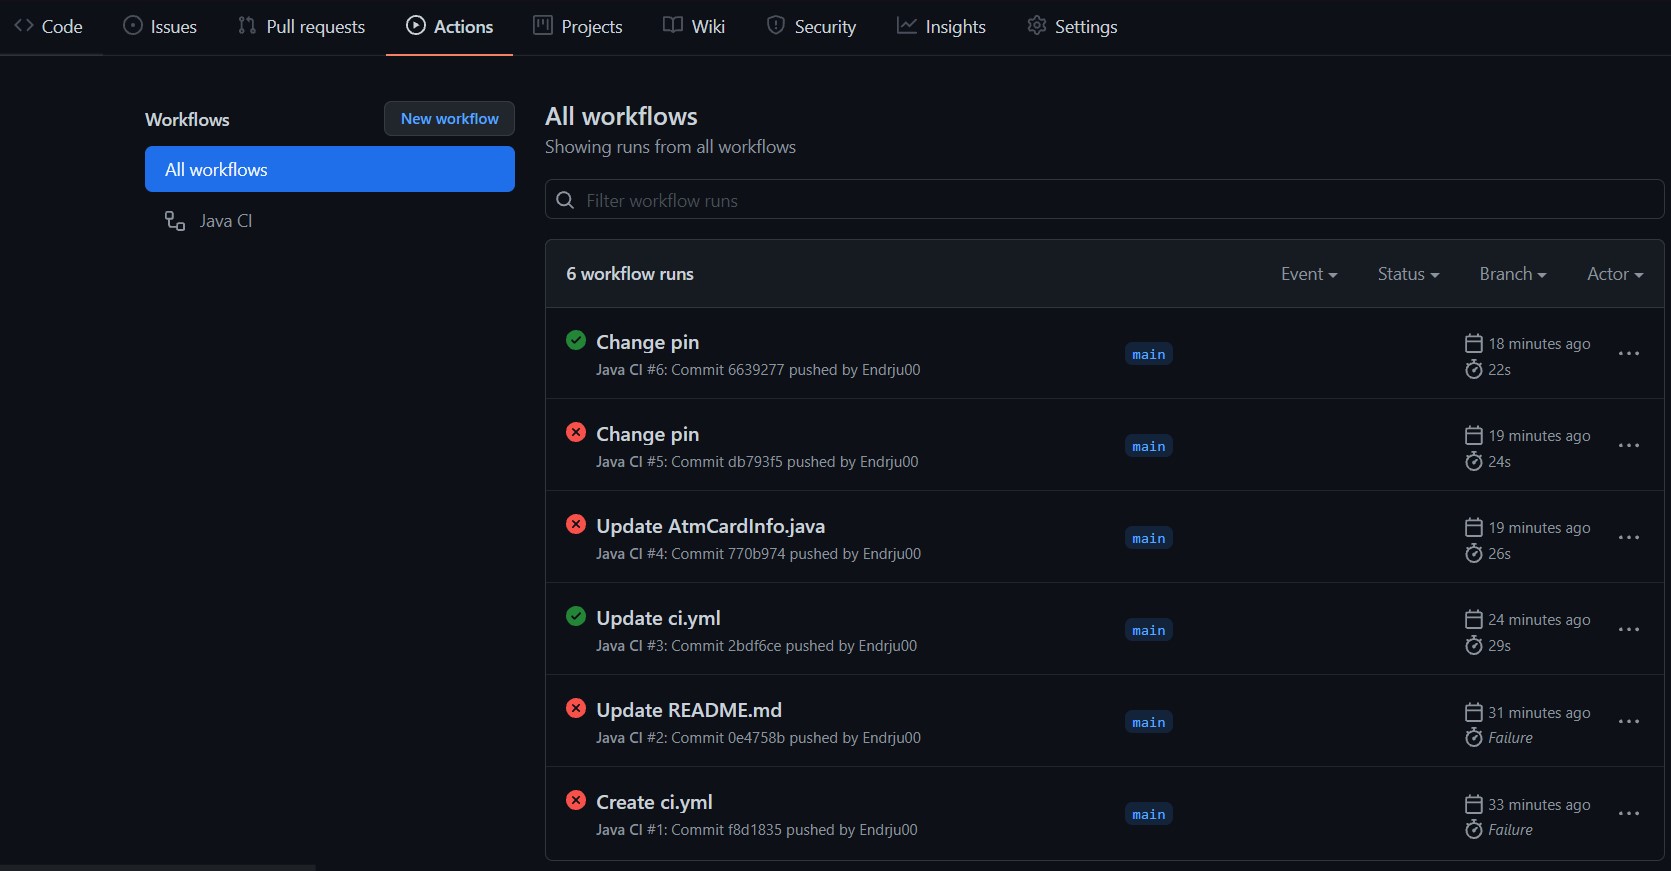 Code Issues Pull requests Actions Projects Wiki Security Insights Settings
Workflows
New workflow
All workflows
Java CI
All workflows
Showing runs from all workflows
Filter workflow runs
6 workflow runs
Event Status Branch Actor
Change pin
Java CI #6: Commit 6639277 pushed by Endrju00
main
18 minutes ago
22s
Change pin
Java CI #5: Commit db793f5 pushed by Endrju00
main
19 minutes ago
24s
Update AtmCardInfo.java
Java CI #4: Commit 770b974 pushed by Endrju00
main
19 minutes ago
26s
Update ci.yml
Java CI #3: Commit 2bdf6ce pushed by Endrju00
main
24 minutes ago
29s
Update README.md
Java CI #2: Commit 0e4758b pushed by Endrju00
main
31 minutes ago
Failure
Create ci.yml
Java CI #1: Commit f8d1835 pushed by Endrju00
main
33 minutes ago
Failure